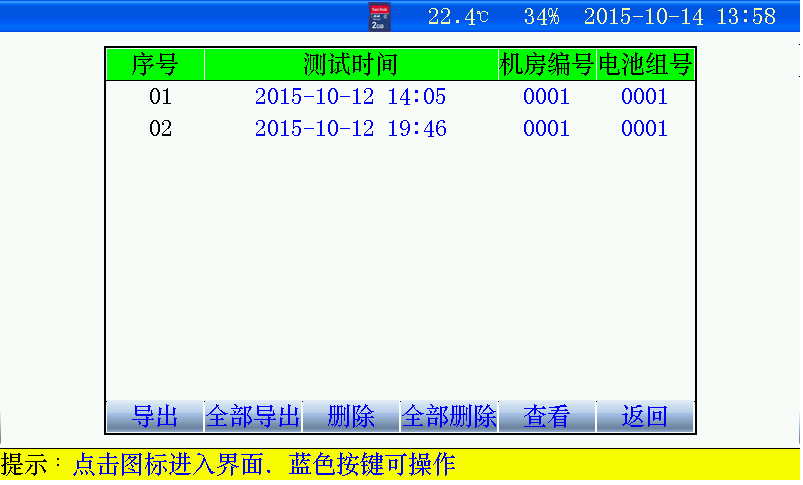 22.4℃ 34% 2015-10-14 13:58
序号 测试时间 机房编号 电池组号
01 2015-10-12 14:05 0001 0001
02 2015-10-12 19:46 0001 0001
导出 全部导出 删除 全部删除 查看 返回
提示：点击图标进入界面．蓝色按键可操作